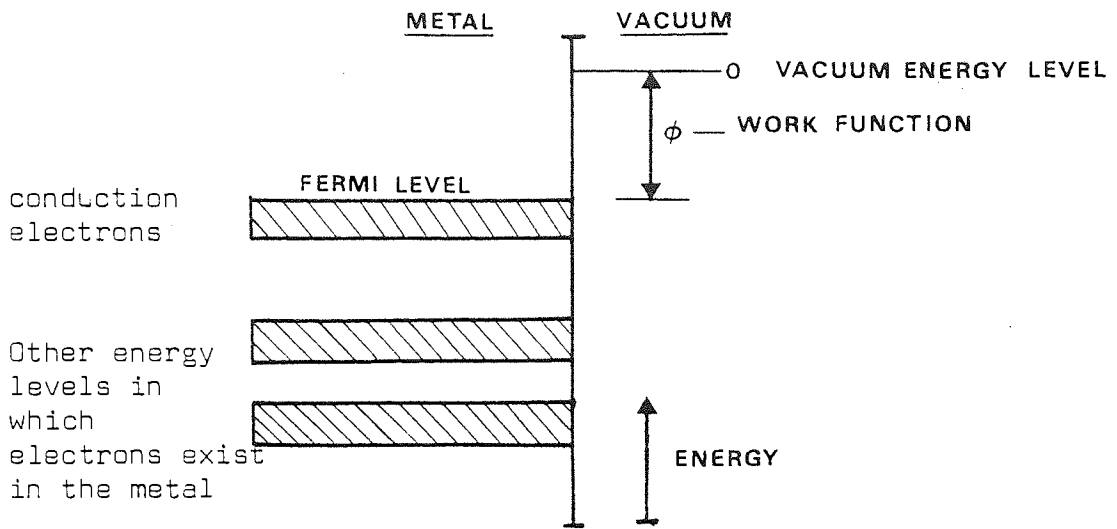 METAL
VACUUM
O VACUUM ENERGY LEVEL
ϕ — WORK FUNCTION
FERMI LEVEL
conduction
electrons
Other energy
levels in
which
electrons exist
in the metal
ENERGY